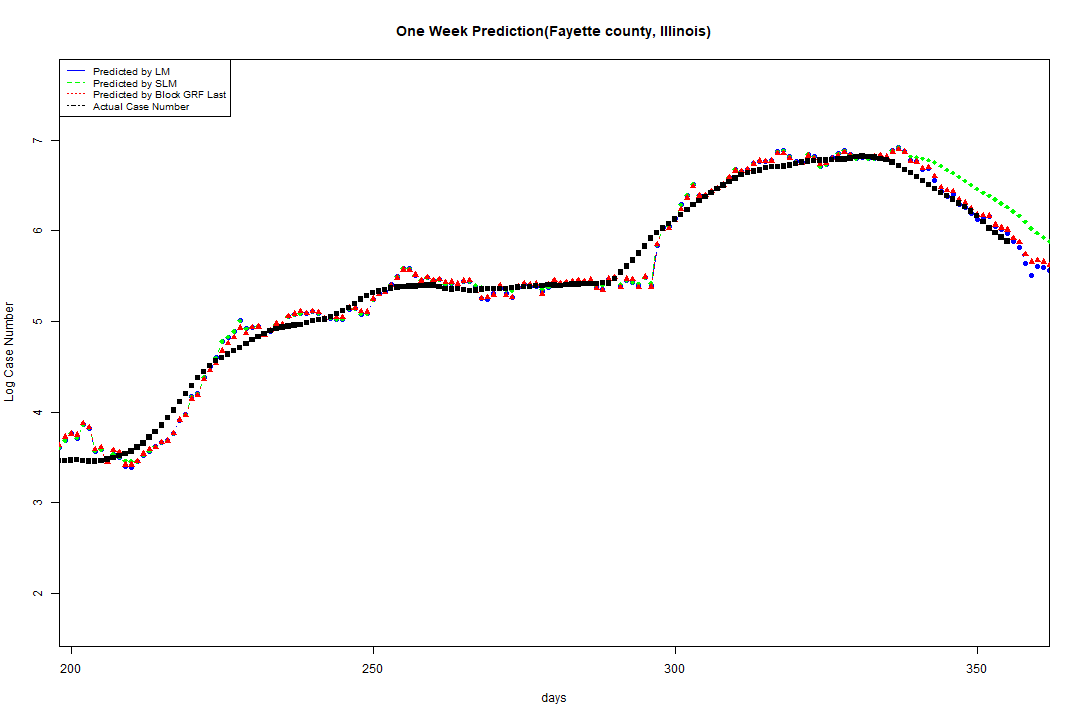 One Week Prediction(Fayette county, Illinois)
Predicted by LM
Predicted by SLM
Predicted by Block GRF Last
Actual Case Number
7
6
5
4
3
2
Log Case Number
200 250 300 350
days